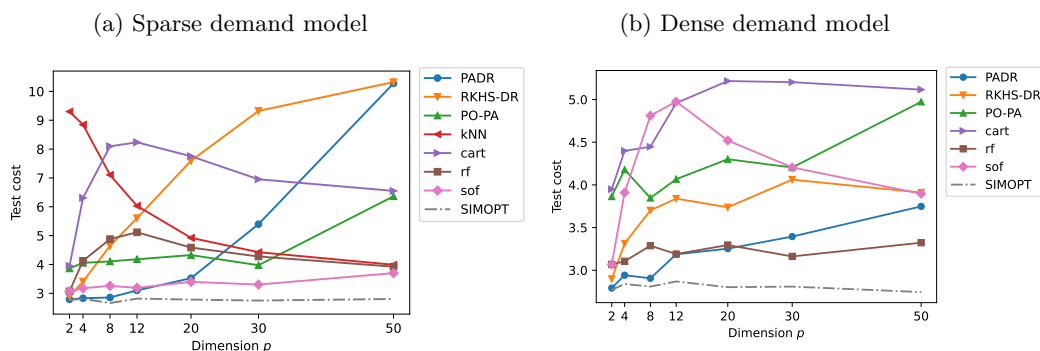 (a) Sparse demand model
Test cost
10
9
8
7
6
5
4
3
2 4 8 12 20 30 50
Dimension p
PADR
RKHS-DR
PO-PA
kNN
cart
rf
sof
SIMOPT
(b) Dense demand model
Test cost
5.0
4.5
4.0
3.5
3.0
2 4 8 12 20 30 50
Dimension p
PADR
RKHS-DR
PO-PA
cart
rf
sof
SIMOPT